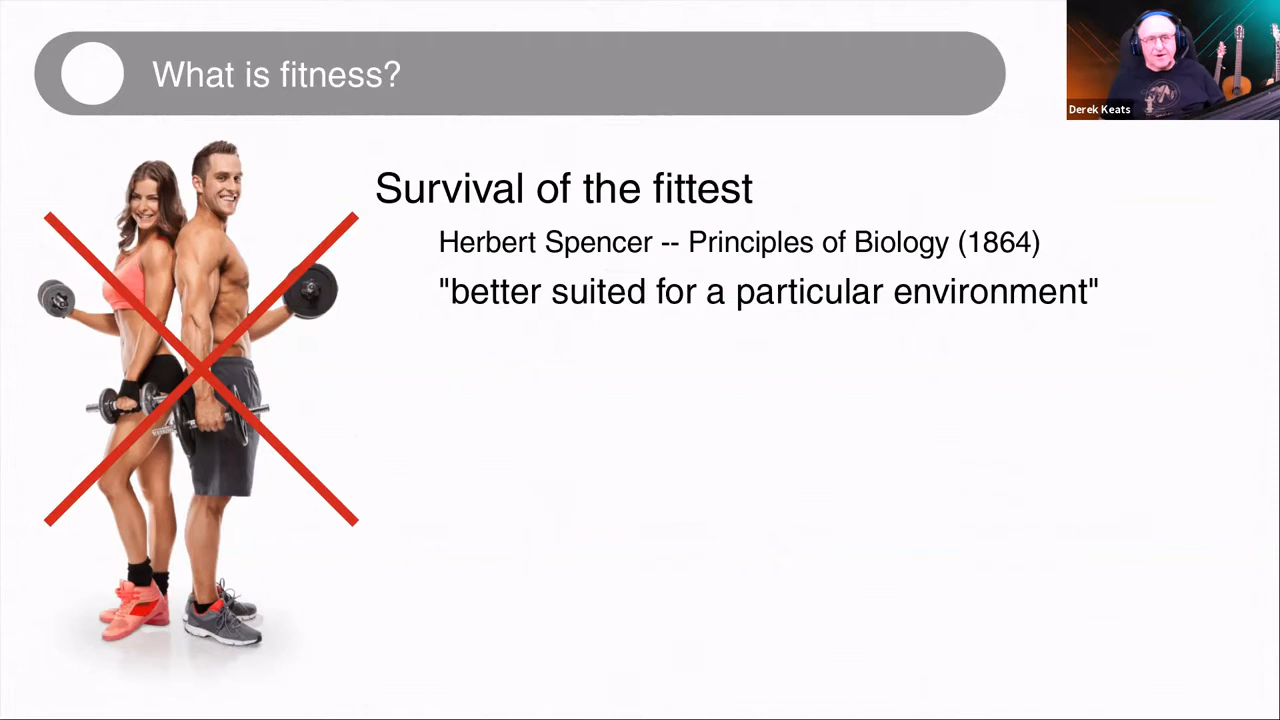 What is fitness?
Derek Keats
Survival of the fittest
Herbert Spencer -- Principles of Biology (1864)
"better suited for a particular environment"